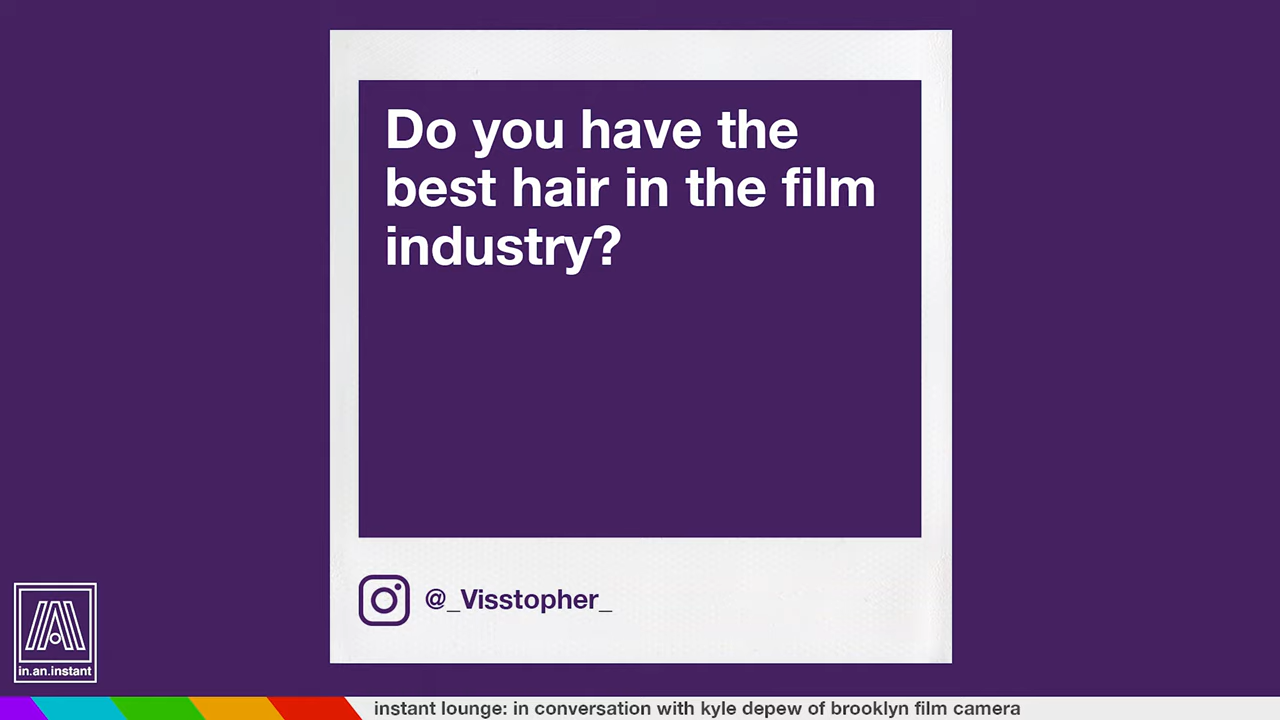 Do you have the
best hair in the film
industry?
@_Visstopher_
in.an.instant
instant lounge: in conversation with kyle depew of brooklyn film camera